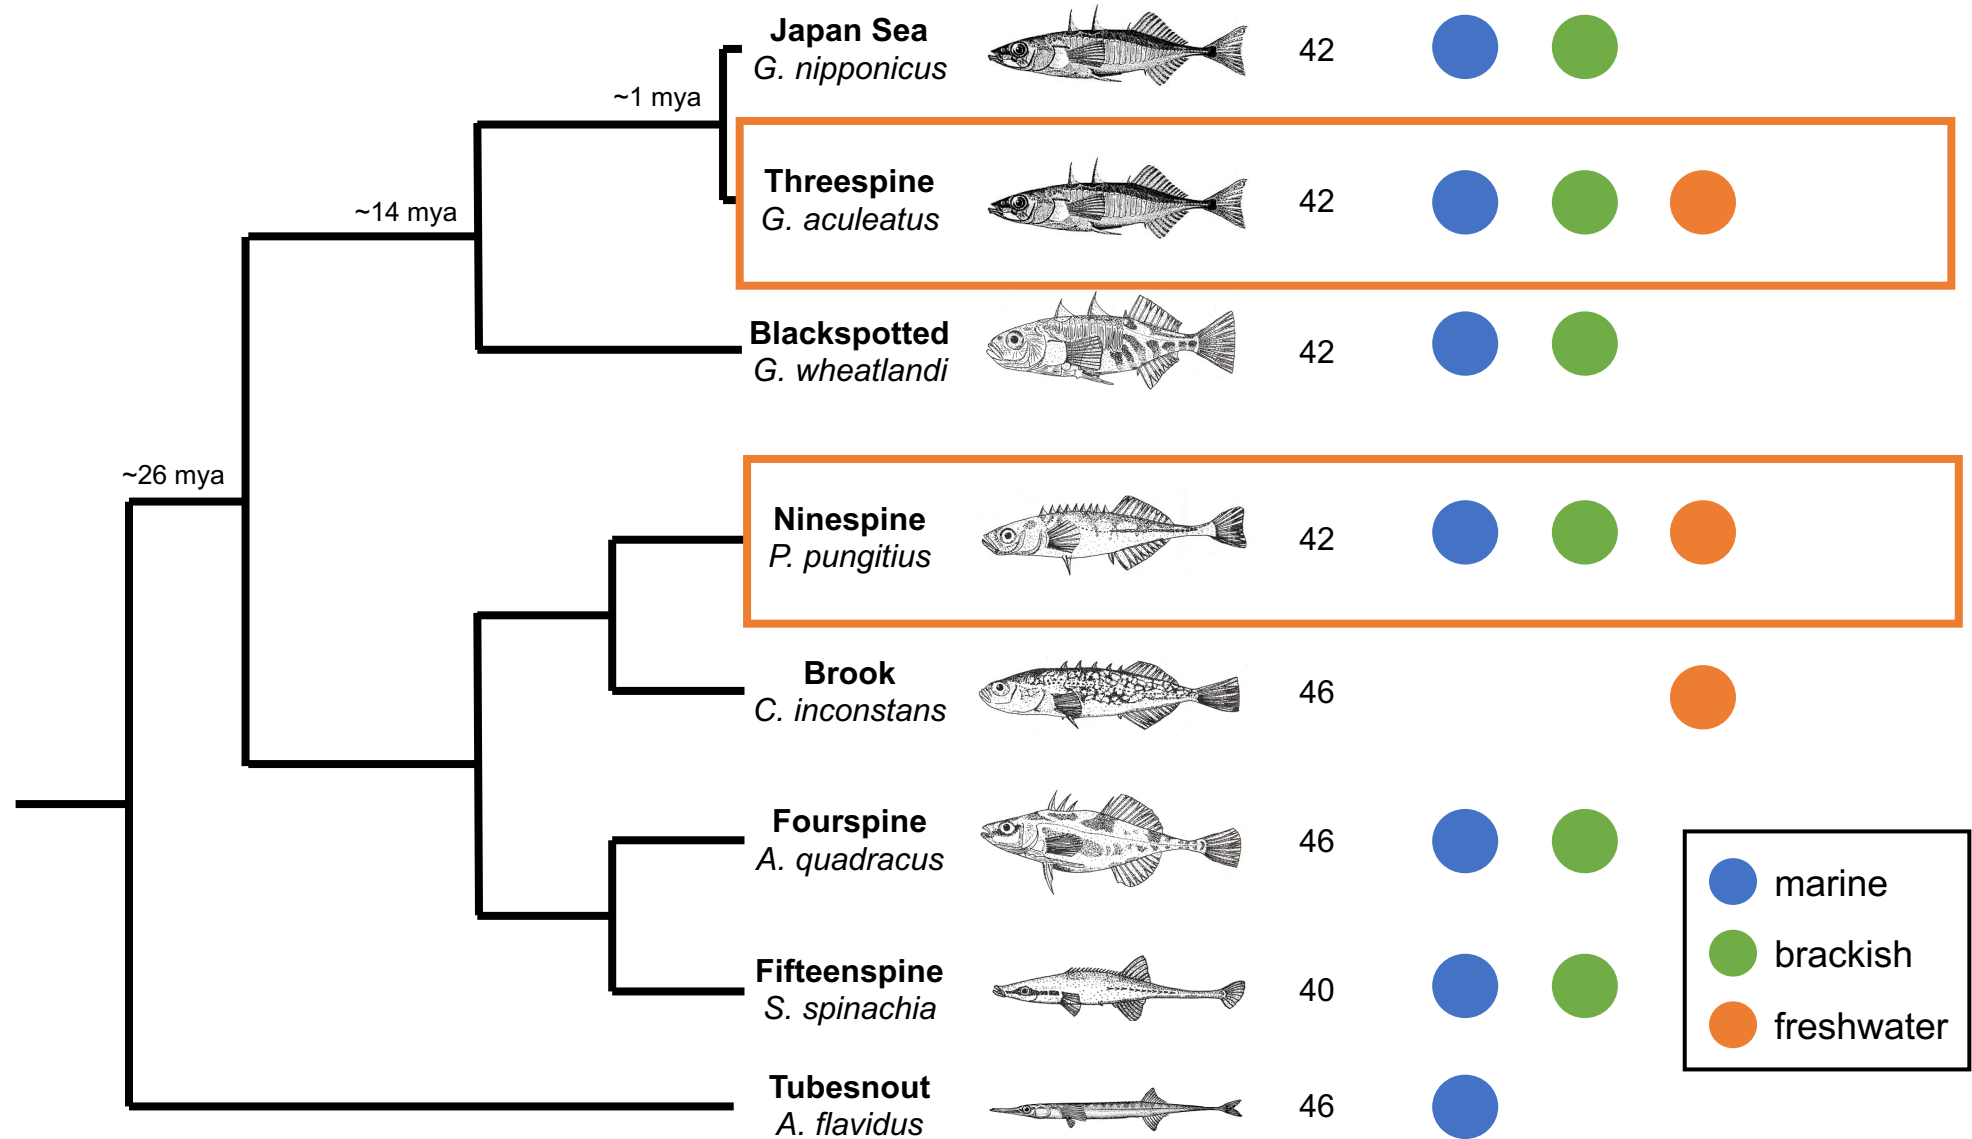 Japan Sea
G. nipponicus
42
~1 mya
Threespine
G. aculeatus
42
~14 mya
Blackspotted
G. wheatlandi
42
~26 mya
Ninespine
P. pungitius
42
Brook
C. inconstans
46
Fourspine
A. quadracus
46
Fifteenspine
S. spinachia
40
Tubesnout
A. flavidus
46
marine
brackish
freshwater